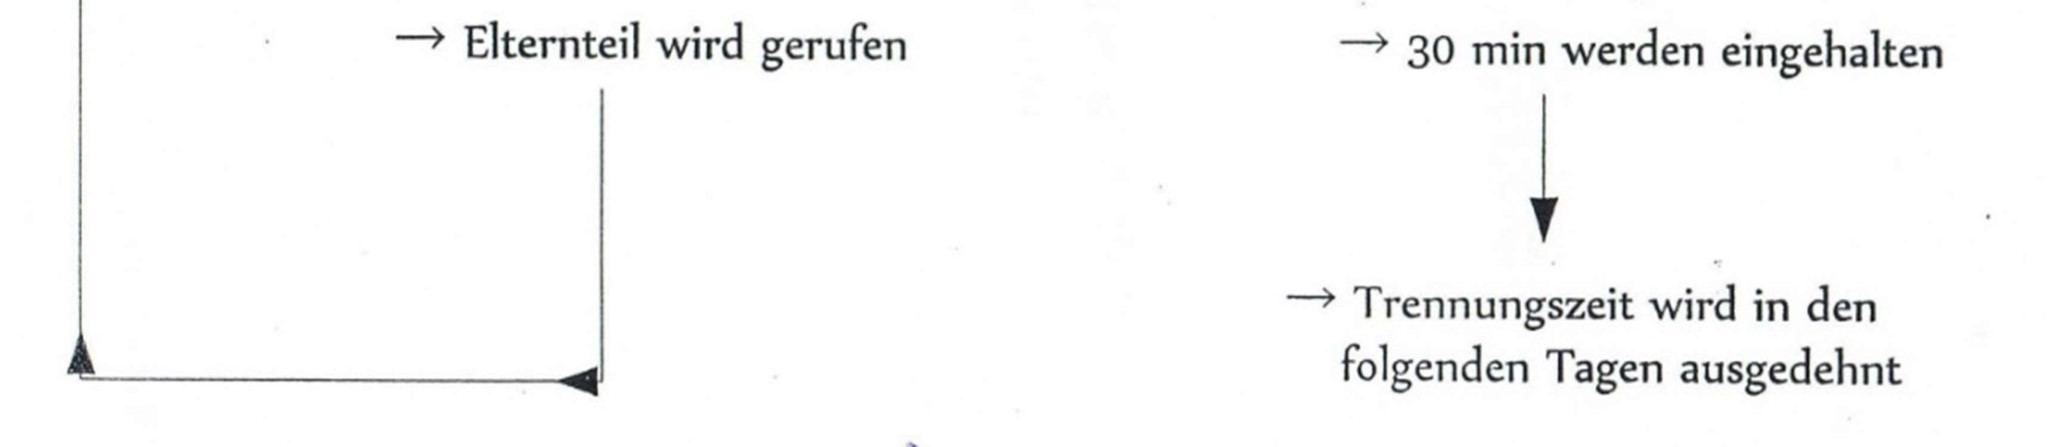 → Elternteil wird gerufen
→ 30 min werden eingehalten
→ Trennungszeit wird in den
folgenden Tagen ausgedehnt